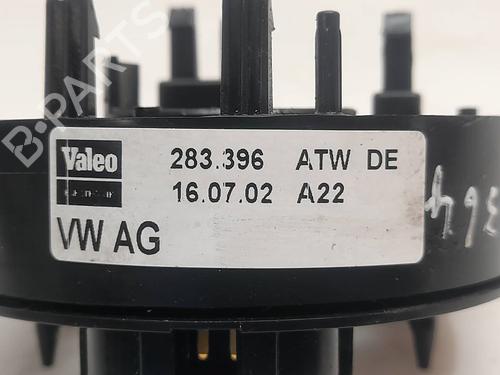 B-PARTS
Valeo 283.396 ATW DE
16.07.02 A22
VW AG